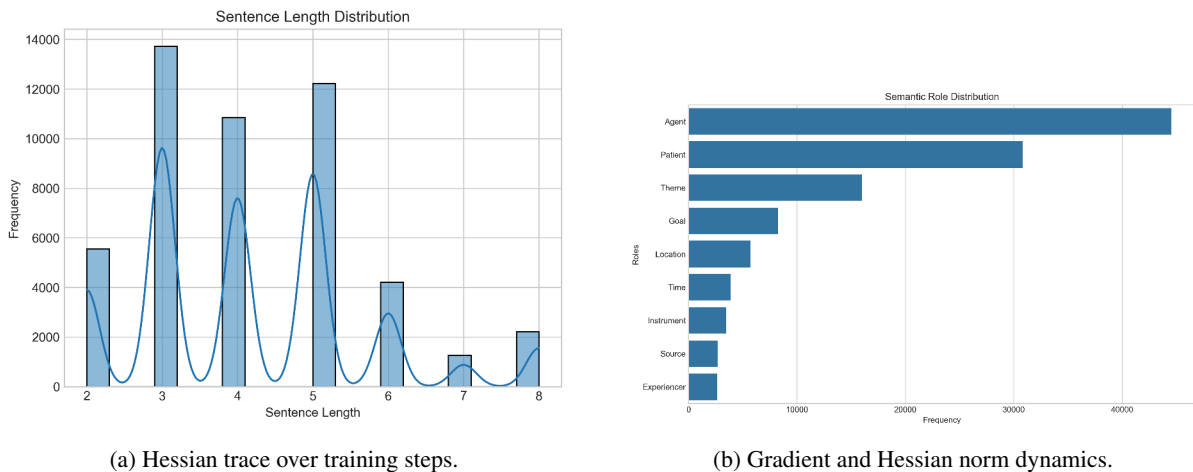 Sentence Length Distribution
14000
12000
10000
8000
6000
4000
2000
0
Frequency
2 3 4 5 6 7 8
Sentence Length
(a) Hessian trace over training steps.
Semantic Role Distribution
Agent
Patient
Theme
Goal
Location
Time
Instrument
Source
Experiencer
Roles
0 10000 20000 30000 40000
Frequency
(b) Gradient and Hessian norm dynamics.